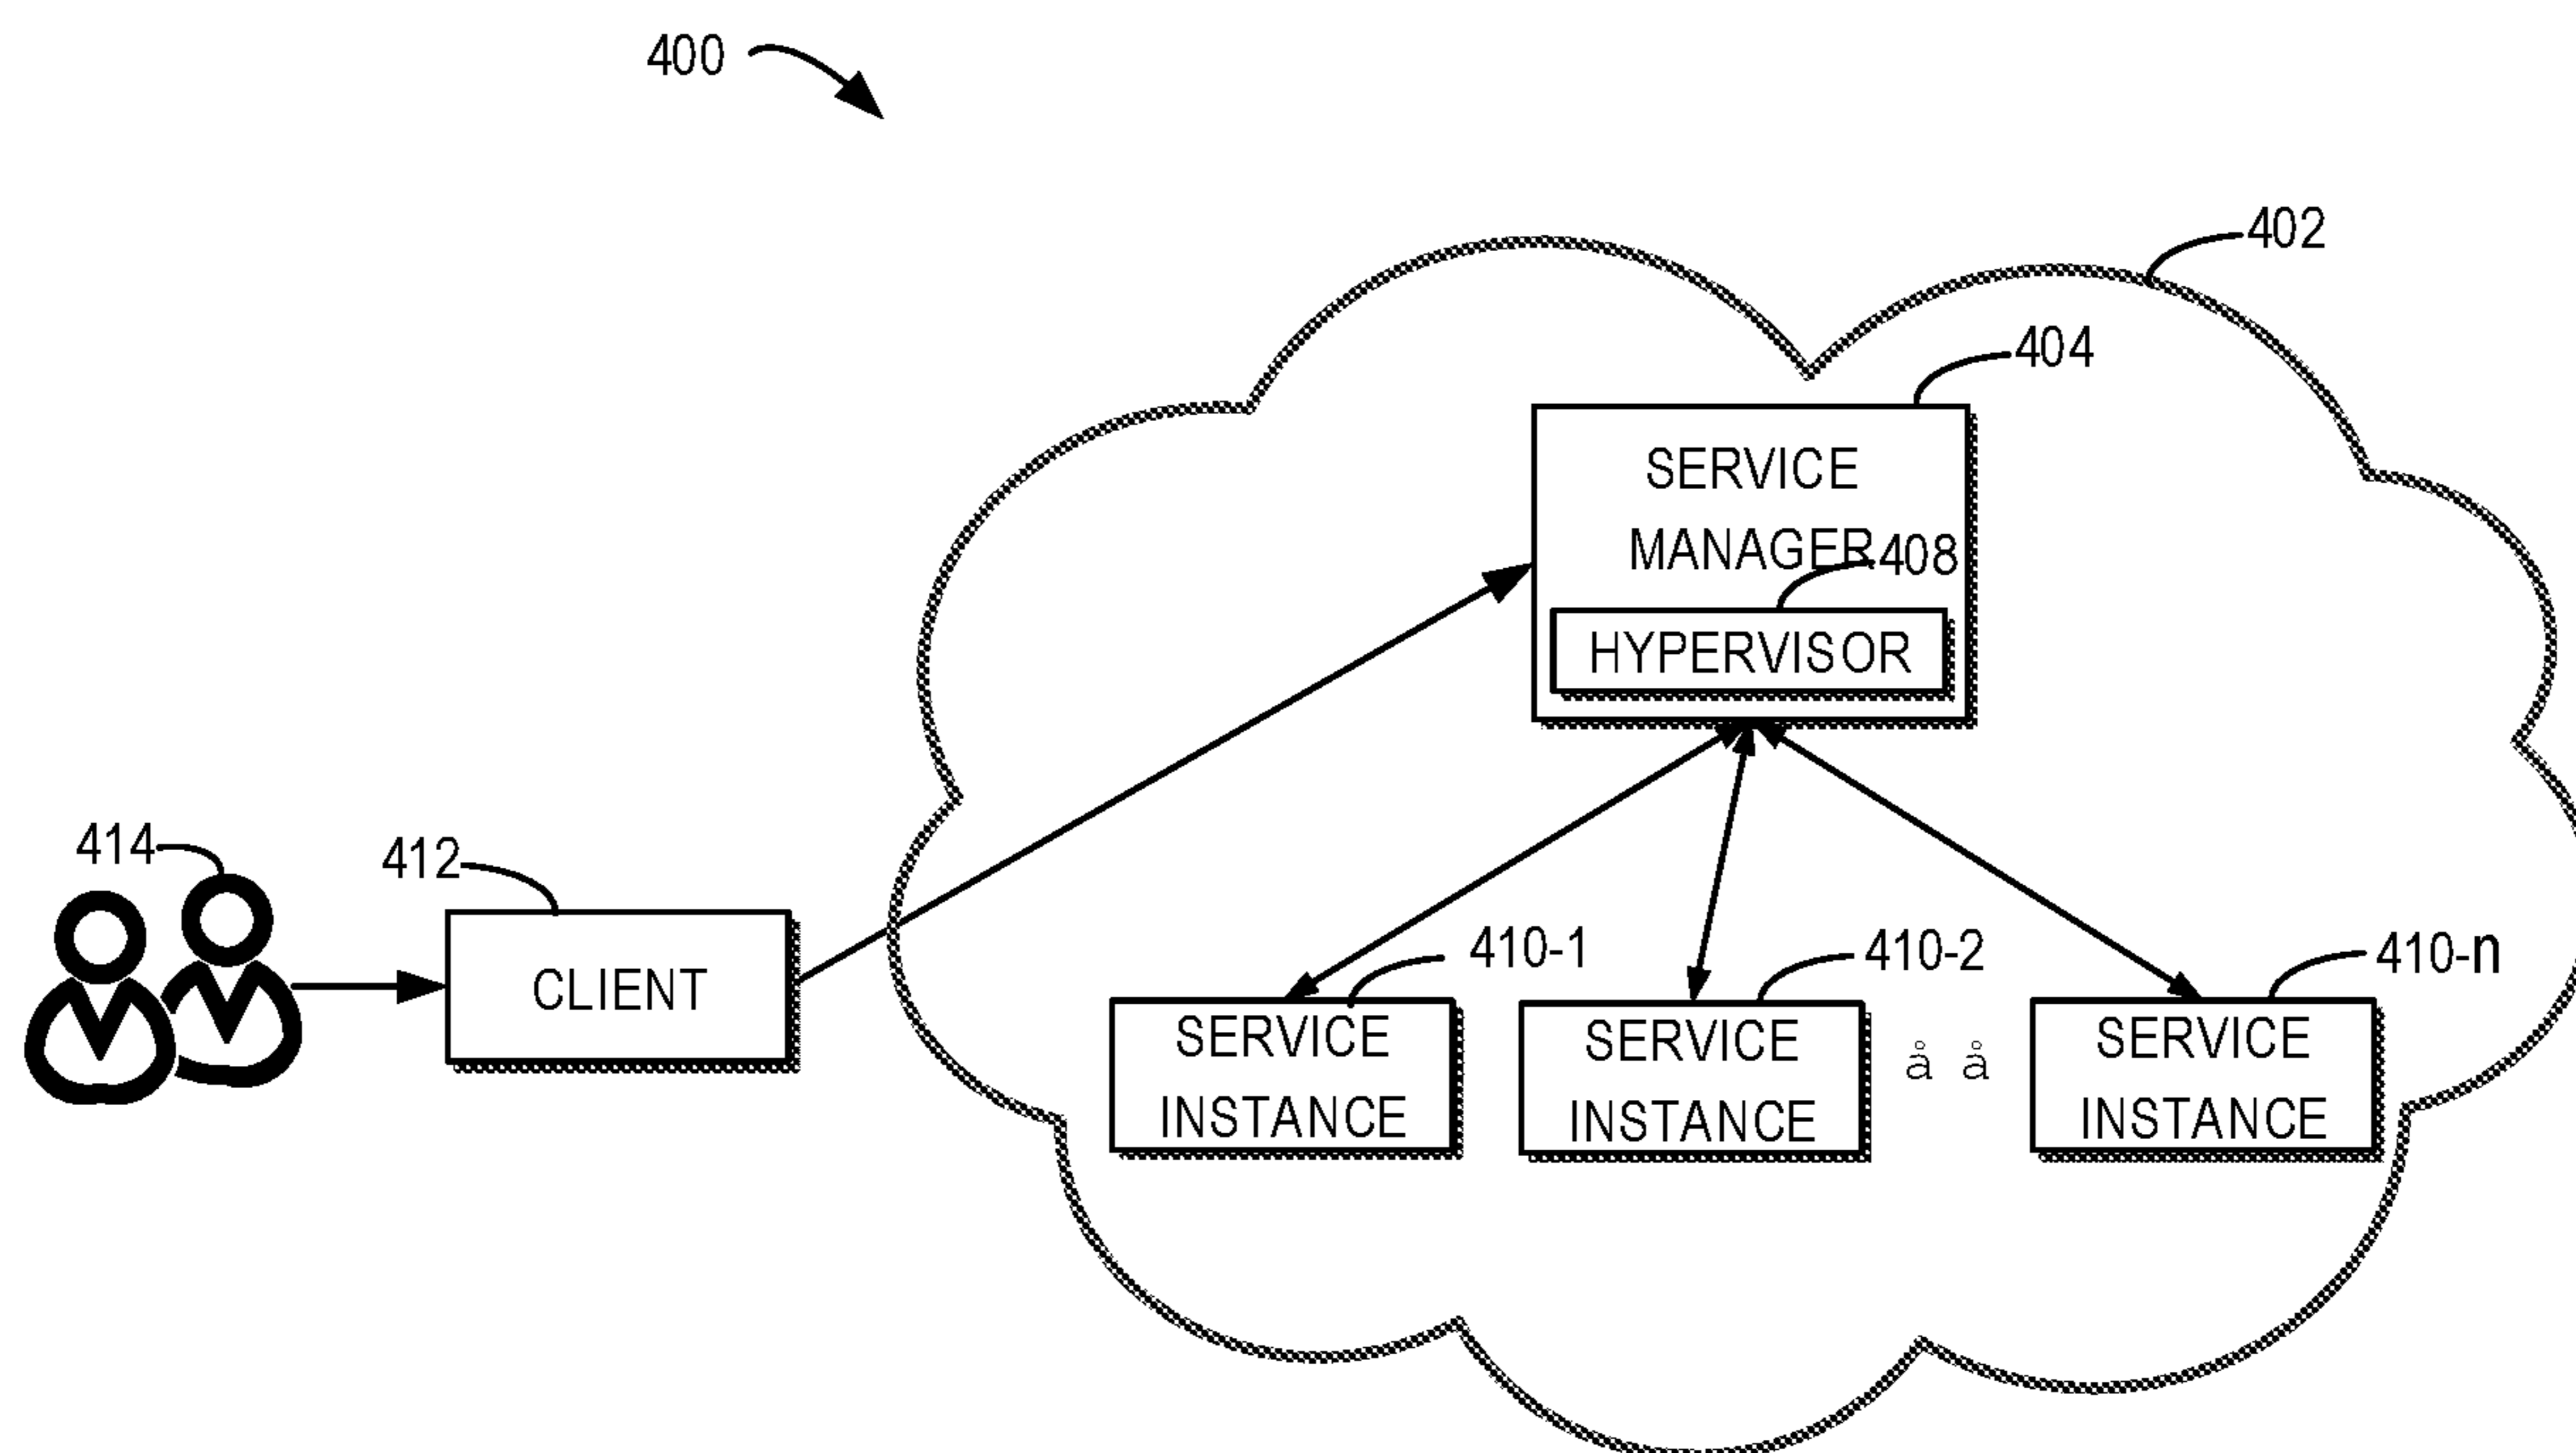 400
402
404
SERVICE
MANAGER
408
HYPERVISOR
414
412
CLIENT
410-1
410-2
410-n
SERVICE
INSTANCE
SERVICE
INSTANCE
å å
SERVICE
INSTANCE